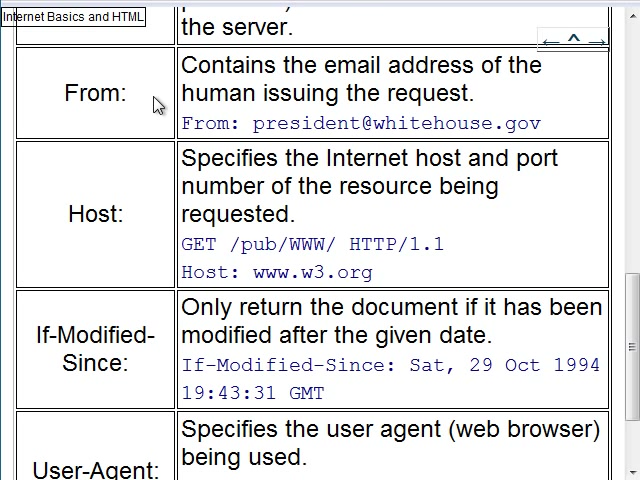 Internet Basics and HTML
the server.
← ^ →
From:
Contains the email address of the
human issuing the request.
From: president@whitehouse.gov
Host:
Specifies the Internet host and port
number of the resource being
requested.
GET /pub/WWW/ HTTP/1.1
Host: www.w3.org
If-Modified-
Since:
Only return the document if it has been
modified after the given date.
If-Modified-Since: Sat, 29 Oct 1994
19:43:31 GMT
User-Agent:
Specifies the user agent (web browser)
being used.